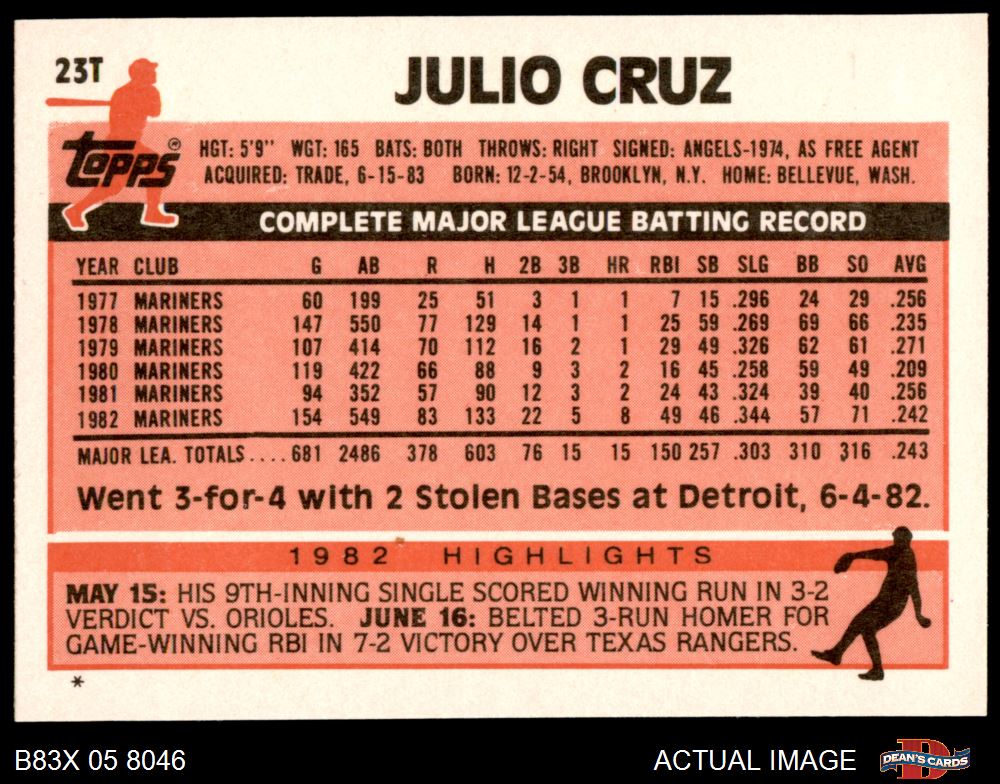 23T
JULIO CRUZ
Topps®
HGT: 5'9" WGT: 165 BATS: BOTH THROWS: RIGHT SIGNED: ANGELS-1974, AS FREE AGENT
ACQUIRED: TRADE, 6-15-83 BORN: 12-2-54, BROOKLYN, N.Y. HOME: BELLEVUE, WASH.
COMPLETE MAJOR LEAGUE BATTING RECORD
YEAR CLUB G AB R H 2B 3B HR RBI SB SLG BB SO AVG
1977 MARINERS 60 199 25 51 3 1 1 7 15 .296 24 29 .256
1978 MARINERS 147 550 77 129 14 1 1 25 59 .269 69 66 .235
1979 MARINERS 107 414 70 112 16 2 1 29 49 .326 62 61 .271
1980 MARINERS 119 422 66 88 9 3 2 16 45 .258 59 49 .209
1981 MARINERS 94 352 57 90 12 3 2 24 43 .324 39 40 .256
1982 MARINERS 154 549 83 133 22 5 8 49 46 .344 57 71 .242
MAJOR LEA. TOTALS.... 681 2486 378 603 76 15 15 150 257 .303 310 316 .243
Went 3-for-4 with 2 Stolen Bases at Detroit, 6-4-82.
1982 HIGHLIGHTS
MAY 15: HIS 9TH-INNING SINGLE SCORED WINNING RUN IN 3-2
VERDICT VS. ORIOLES. JUNE 16: BELTED 3-RUN HOMER FOR
GAME-WINNING RBI IN 7-2 VICTORY OVER TEXAS RANGERS.
*
B83X 05 8046 ACTUAL IMAGE
DEAN'S CARDS